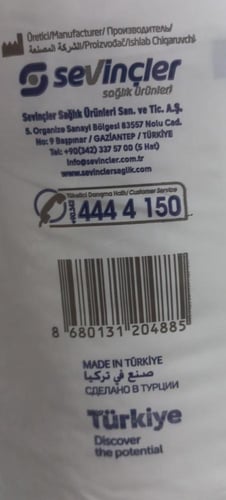 Üretici/Manufacturer/ Производитель/
الشركة المصنعة/Proizvođač/Ishlab Chiqaruvchi
sevinçler
sağlık ürünleri
Sevinçler Sağlık Ürünleri San. ve Tic. A.Ş.
5. Organize Sanayi Bölgesi 83557 Nolu Cad.
No: 9 Başpınar / GAZİANTEP / TÜRKİYE
Tel: +90(342) 337 57 00 (5 Hat)
info@sevincler.com.tr
www.sevinclersaglik.com
Tüketici Danışma Hattı/ Customer Service
444 4 150
8 680131 204885
MADE IN TÜRKİYE
صنع في تركيا
СДЕЛАНО В ТУРЦИИ
Türkiye
Discover
the potential